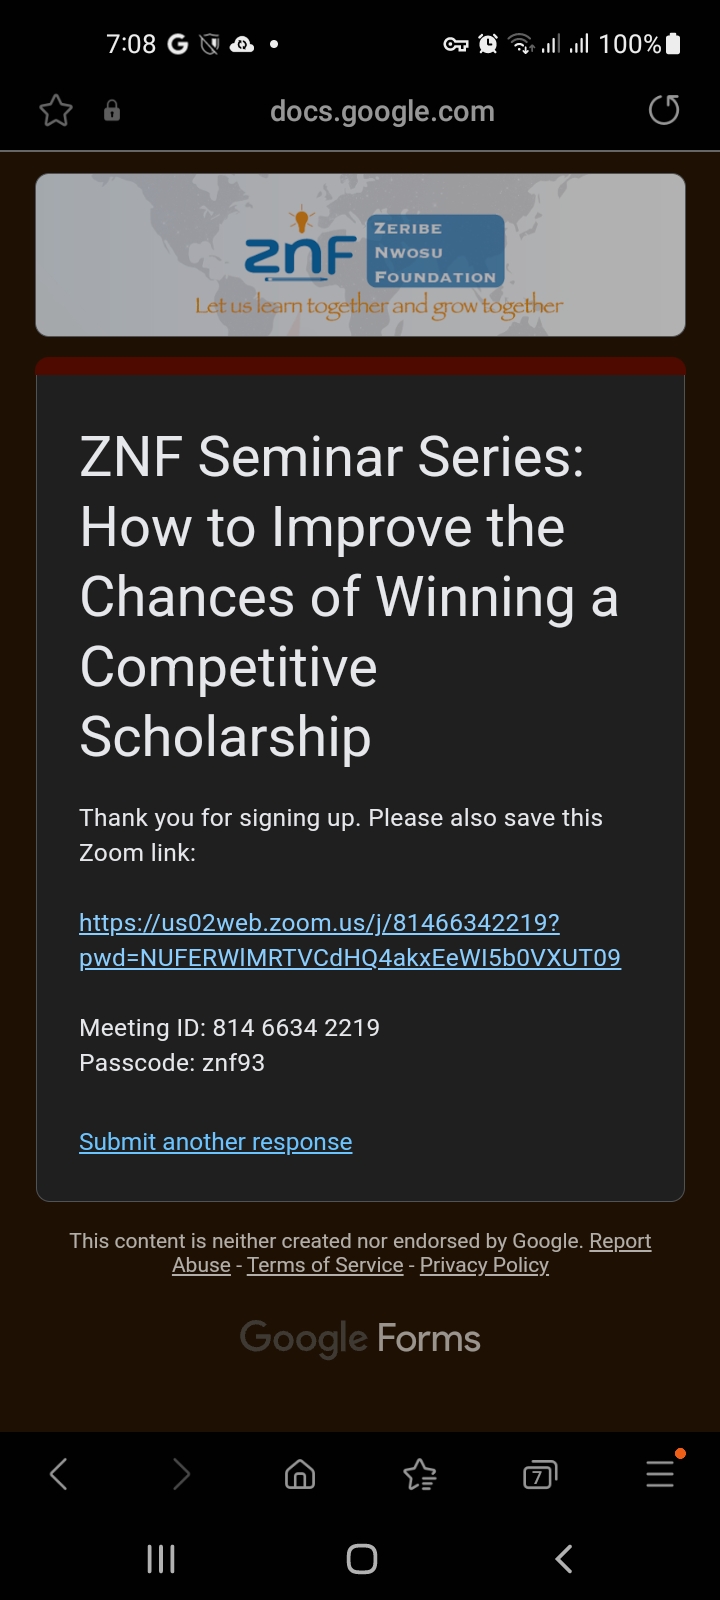 7:08
100%
docs.google.com
znf
ZERIBE
NWOSU
FOUNDATION
Let us learn together and grow together
ZNF Seminar Series:
How to Improve the
Chances of Winning a
Competitive
Scholarship
Thank you for signing up. Please also save this
Zoom link:
https://us02web.zoom.us/j/81466342219?
pwd=NUFERWlMRTVCdHQ4akxEeWI5b0VXUT09
Meeting ID: 814 6634 2219
Passcode: znf93
Submit another response
This content is neither created nor endorsed by Google. Report
Abuse - Terms of Service - Privacy Policy
Google Forms
7